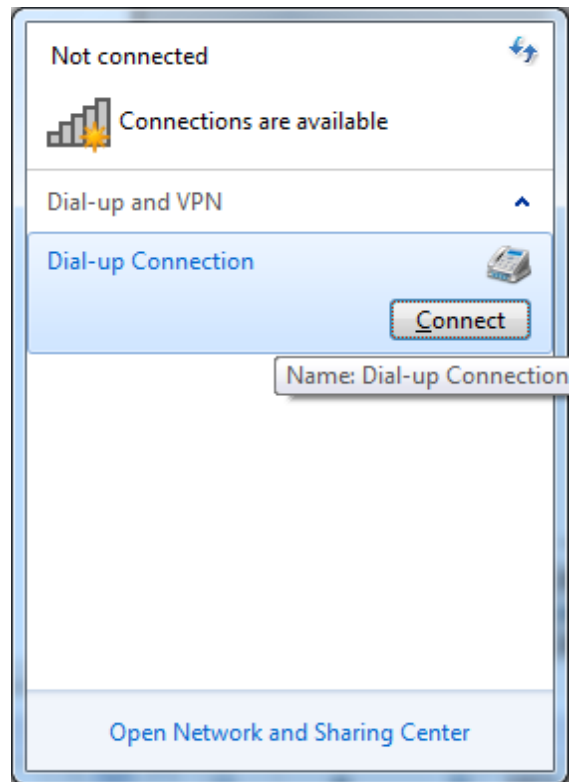 Not connected
Connections are available
Dial-up and VPN
Dial-up Connection
Connect
Name: Dial-up Connection
Open Network and Sharing Center